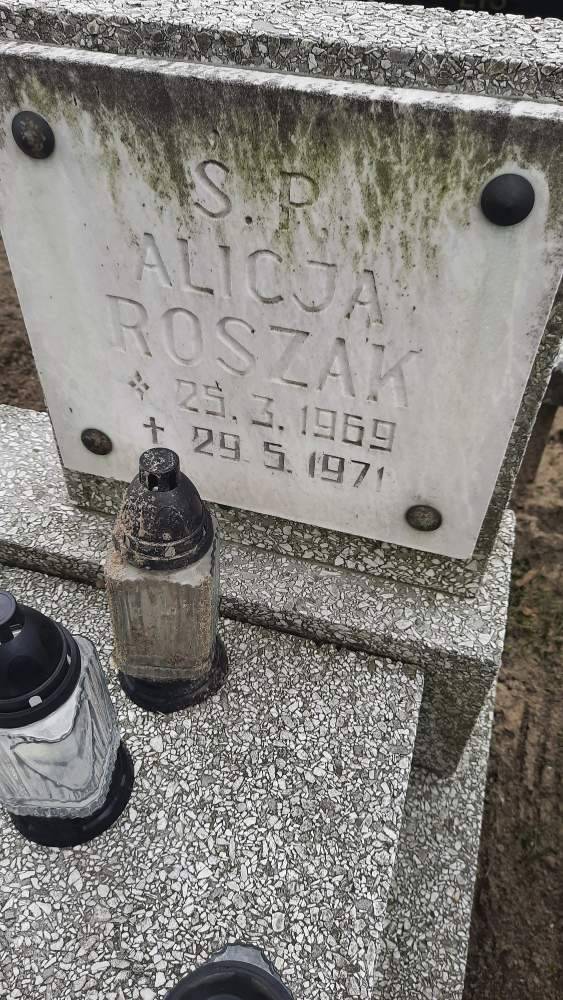 Ś. P.
ALICJA
ROSZAK
25. 3. 1969
✝ 29. 5. 1971